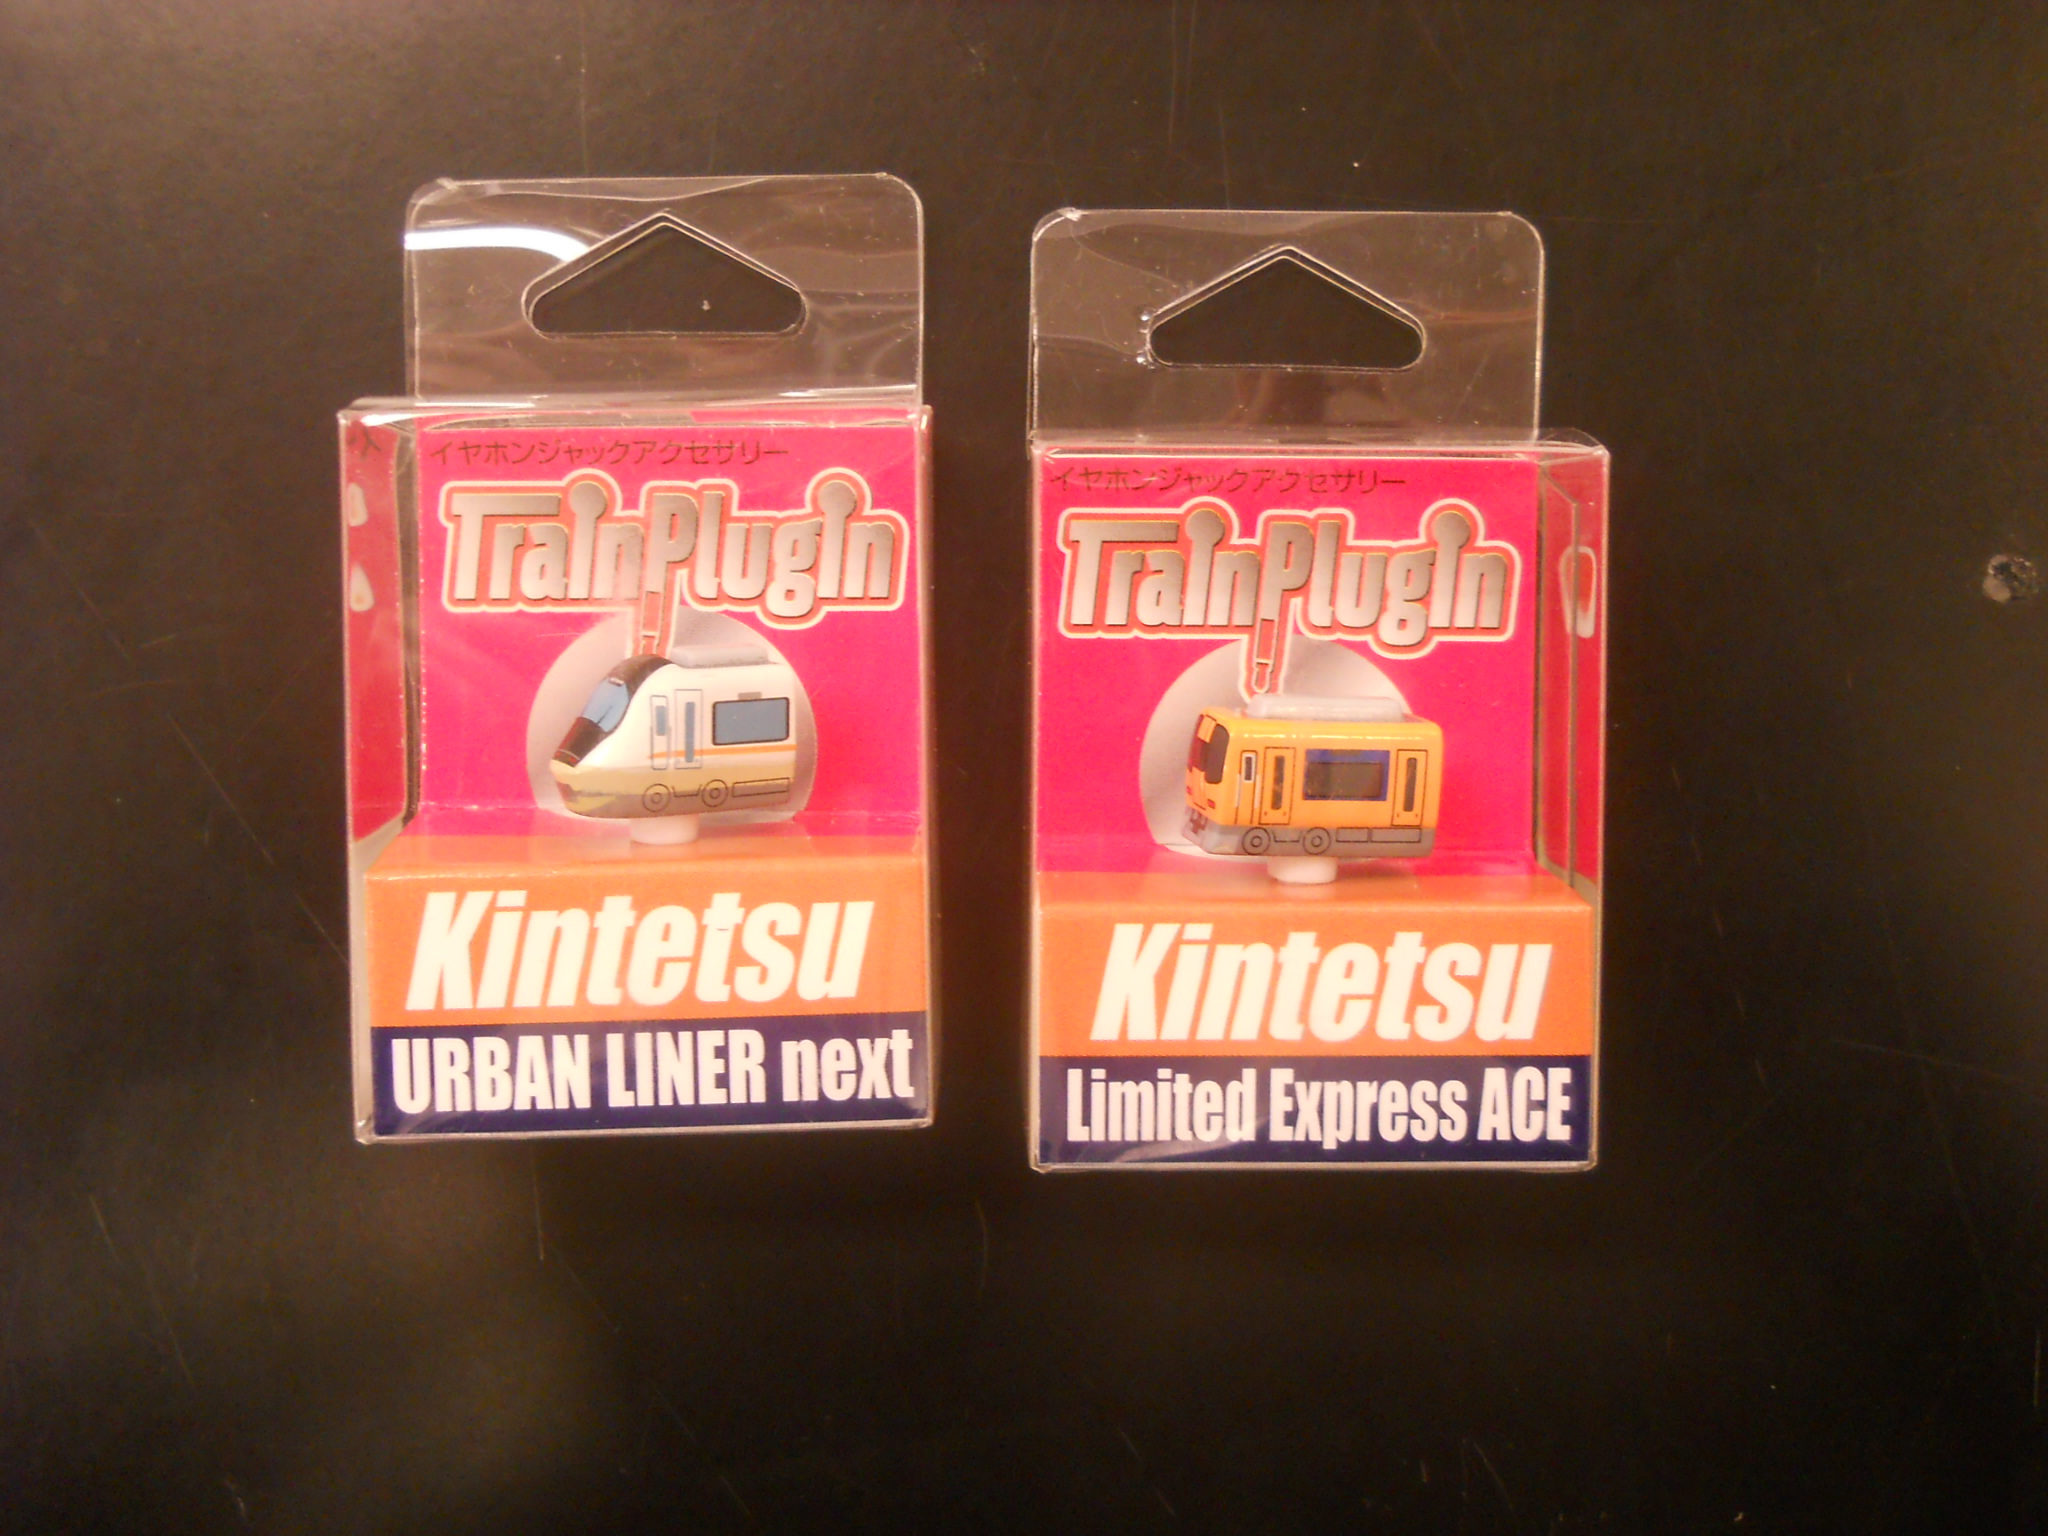 イヤホンジャックアクセサリー
TrainPlugin
Kintetsu
URBAN LINER next
イヤホンジャックアクセサリー
TrainPlugin
Kintetsu
Limited Express ACE